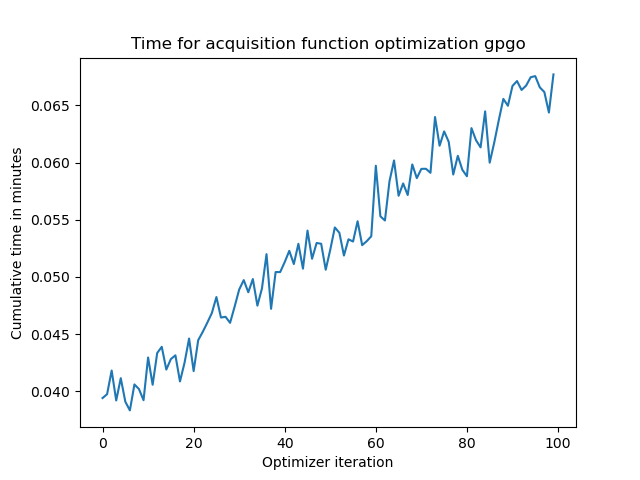 Time for acquisition function optimization gpgo
Cumulative time in minutes
0.065
0.060
0.055
0.050
0.045
0.040
0 20 40 60 80 100
Optimizer iteration